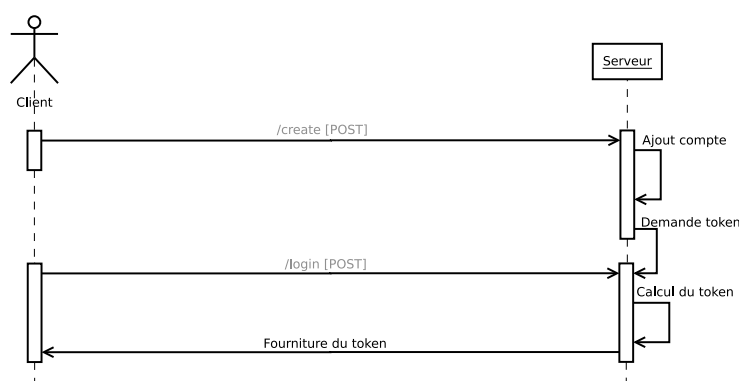 Serveur
Client
/create [POST]
Ajout compte
Demande token
/login [POST]
Calcul du token
Fourniture du token